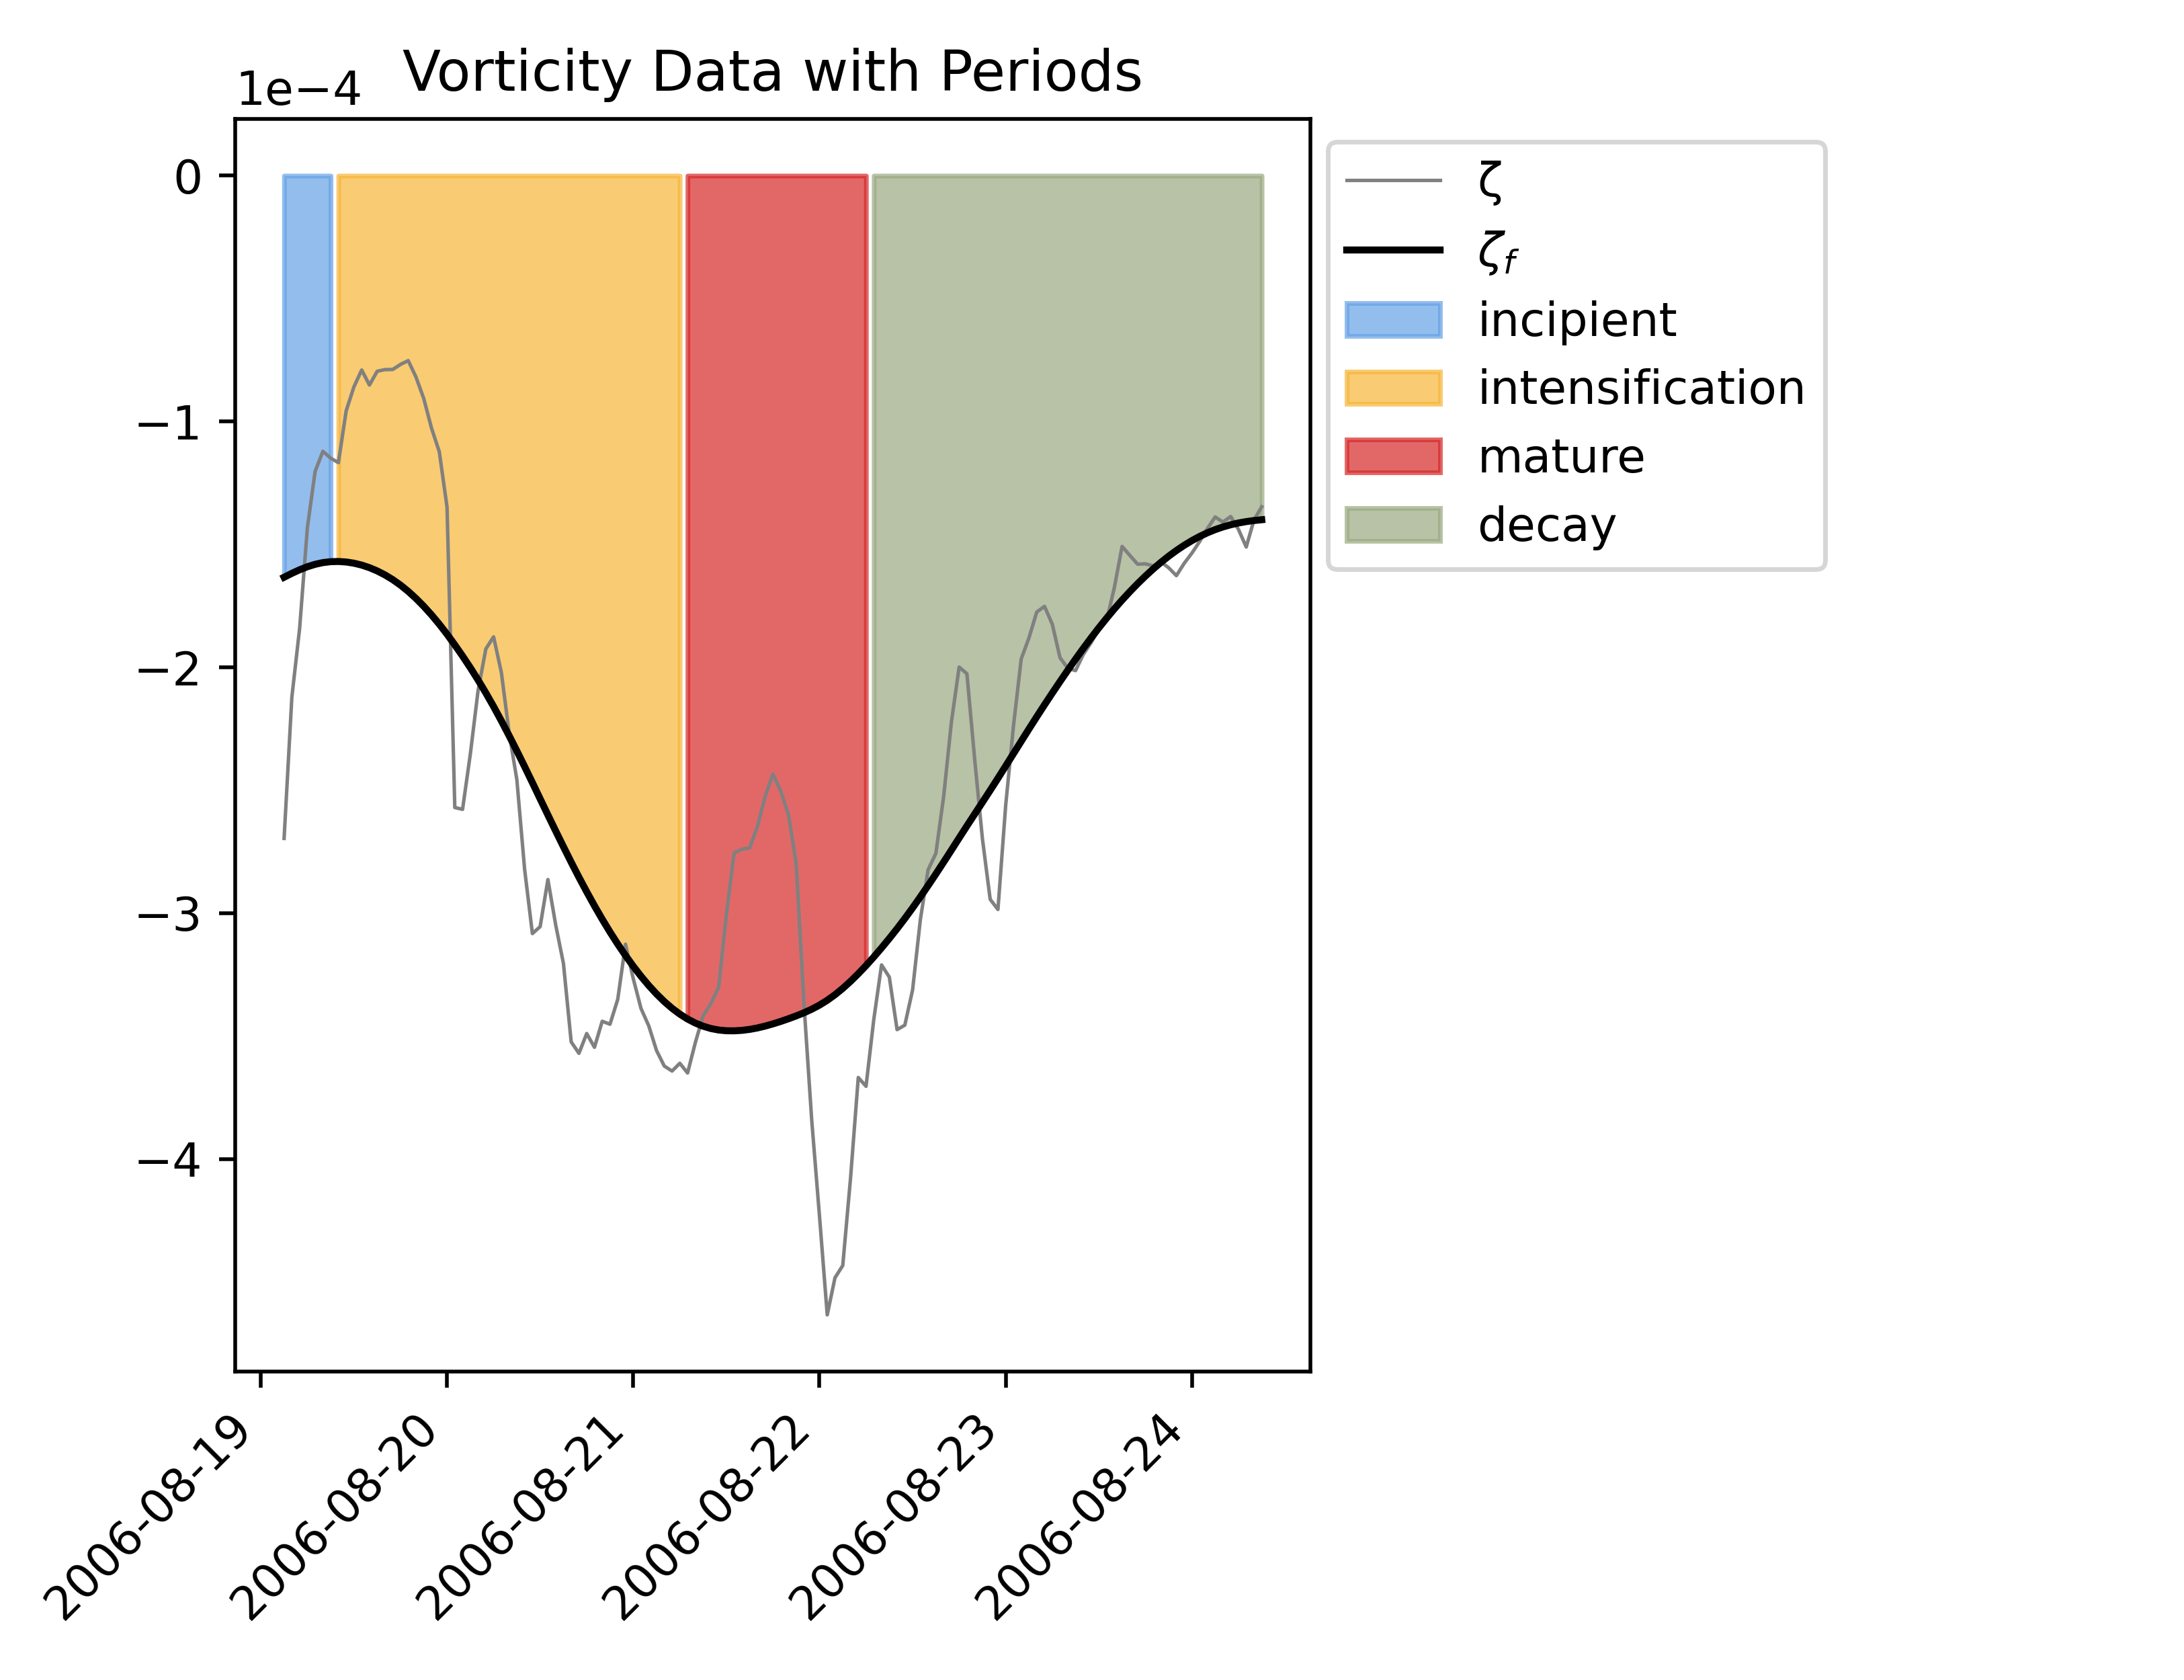 Vorticity Data with Periods
1e−4
0
−1
−2
−3
−4
2006-08-19
2006-08-20
2006-08-21
2006-08-22
2006-08-23
2006-08-24
ζ
ζf
incipient
intensification
mature
decay